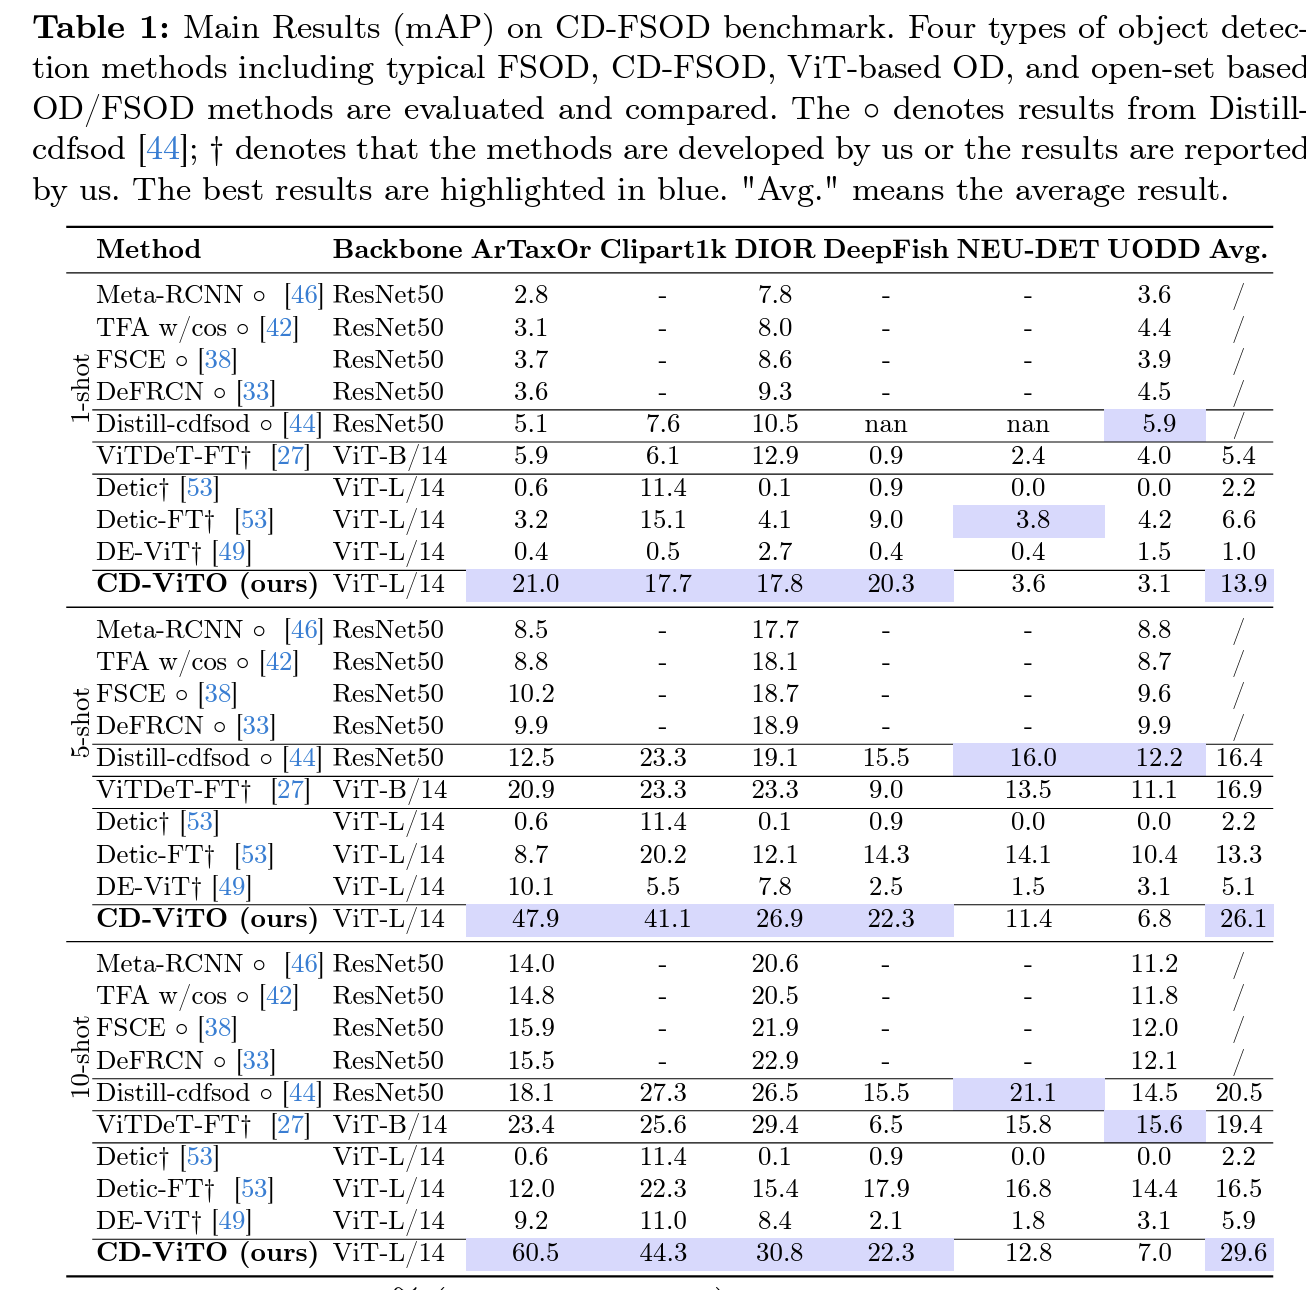 Table 1: Main Results (mAP) on CD-FSOD benchmark. Four types of object detec-
tion methods including typical FSOD, CD-FSOD, ViT-based OD, and open-set based
OD/FSOD methods are evaluated and compared. The ∘ denotes results from Distill-
cdfsod [44]; † denotes that the methods are developed by us or the results are reported
by us. The best results are highlighted in blue. "Avg." means the average result.
Method Backbone ArTaxOr Clipart1k DIOR DeepFish NEU-DET UODD Avg.
1-shot
Meta-RCNN ∘ [46] ResNet50 2.8 - 7.8 - - 3.6 /
TFA w/cos ∘ [42] ResNet50 3.1 - 8.0 - - 4.4 /
FSCE ∘ [38] ResNet50 3.7 - 8.6 - - 3.9 /
DeFRCN ∘ [33] ResNet50 3.6 - 9.3 - - 4.5 /
Distill-cdfsod ∘ [44] ResNet50 5.1 7.6 10.5 nan nan 5.9 /
ViTDeT-FT† [27] ViT-B/14 5.9 6.1 12.9 0.9 2.4 4.0 5.4
Detic† [53] ViT-L/14 0.6 11.4 0.1 0.9 0.0 0.0 2.2
Detic-FT† [53] ViT-L/14 3.2 15.1 4.1 9.0 3.8 4.2 6.6
DE-ViT† [49] ViT-L/14 0.4 0.5 2.7 0.4 0.4 1.5 1.0
CD-ViTO (ours) ViT-L/14 21.0 17.7 17.8 20.3 3.6 3.1 13.9
5-shot
Meta-RCNN ∘ [46] ResNet50 8.5 - 17.7 - - 8.8 /
TFA w/cos ∘ [42] ResNet50 8.8 - 18.1 - - 8.7 /
FSCE ∘ [38] ResNet50 10.2 - 18.7 - - 9.6 /
DeFRCN ∘ [33] ResNet50 9.9 - 18.9 - - 9.9 /
Distill-cdfsod ∘ [44] ResNet50 12.5 23.3 19.1 15.5 16.0 12.2 16.4
ViTDeT-FT† [27] ViT-B/14 20.9 23.3 23.3 9.0 13.5 11.1 16.9
Detic† [53] ViT-L/14 0.6 11.4 0.1 0.9 0.0 0.0 2.2
Detic-FT† [53] ViT-L/14 8.7 20.2 12.1 14.3 14.1 10.4 13.3
DE-ViT† [49] ViT-L/14 10.1 5.5 7.8 2.5 1.5 3.1 5.1
CD-ViTO (ours) ViT-L/14 47.9 41.1 26.9 22.3 11.4 6.8 26.1
10-shot
Meta-RCNN ∘ [46] ResNet50 14.0 - 20.6 - - 11.2 /
TFA w/cos ∘ [42] ResNet50 14.8 - 20.5 - - 11.8 /
FSCE ∘ [38] ResNet50 15.9 - 21.9 - - 12.0 /
DeFRCN ∘ [33] ResNet50 15.5 - 22.9 - - 12.1 /
Distill-cdfsod ∘ [44] ResNet50 18.1 27.3 26.5 15.5 21.1 14.5 20.5
ViTDeT-FT† [27] ViT-B/14 23.4 25.6 29.4 6.5 15.8 15.6 19.4
Detic† [53] ViT-L/14 0.6 11.4 0.1 0.9 0.0 0.0 2.2
Detic-FT† [53] ViT-L/14 12.0 22.3 15.4 17.9 16.8 14.4 16.5
DE-ViT† [49] ViT-L/14 9.2 11.0 8.4 2.1 1.8 3.1 5.9
CD-ViTO (ours) ViT-L/14 60.5 44.3 30.8 22.3 12.8 7.0 29.6